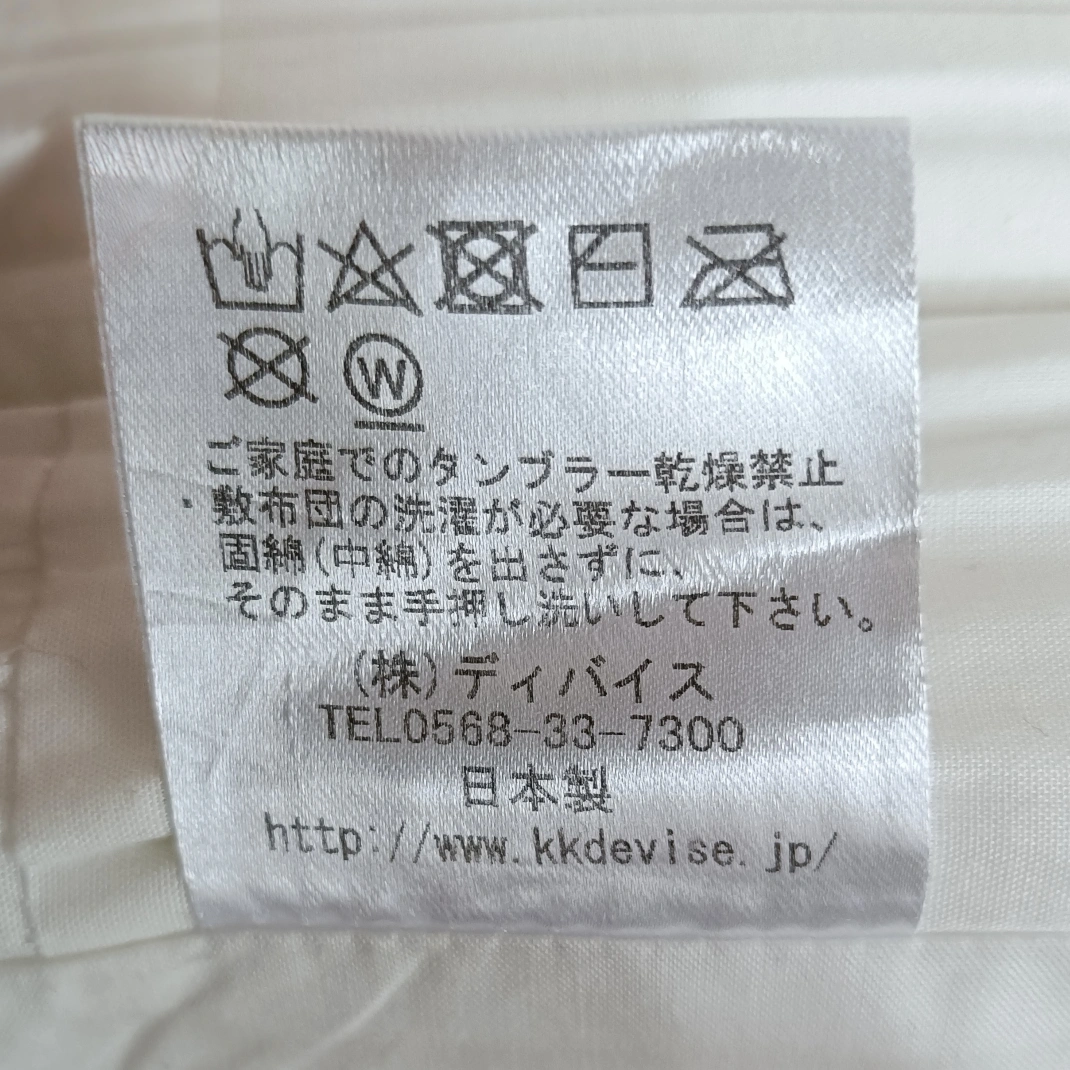 W
ご家庭でのタンブラー乾燥禁止
・敷布団の洗濯が必要な場合は、
固綿(中綿)を出さずに、
そのまま手押し洗いして下さい。
(株)ディバイス
TEL0568-33-7300
日本製
http://www.kkdevise.jp/